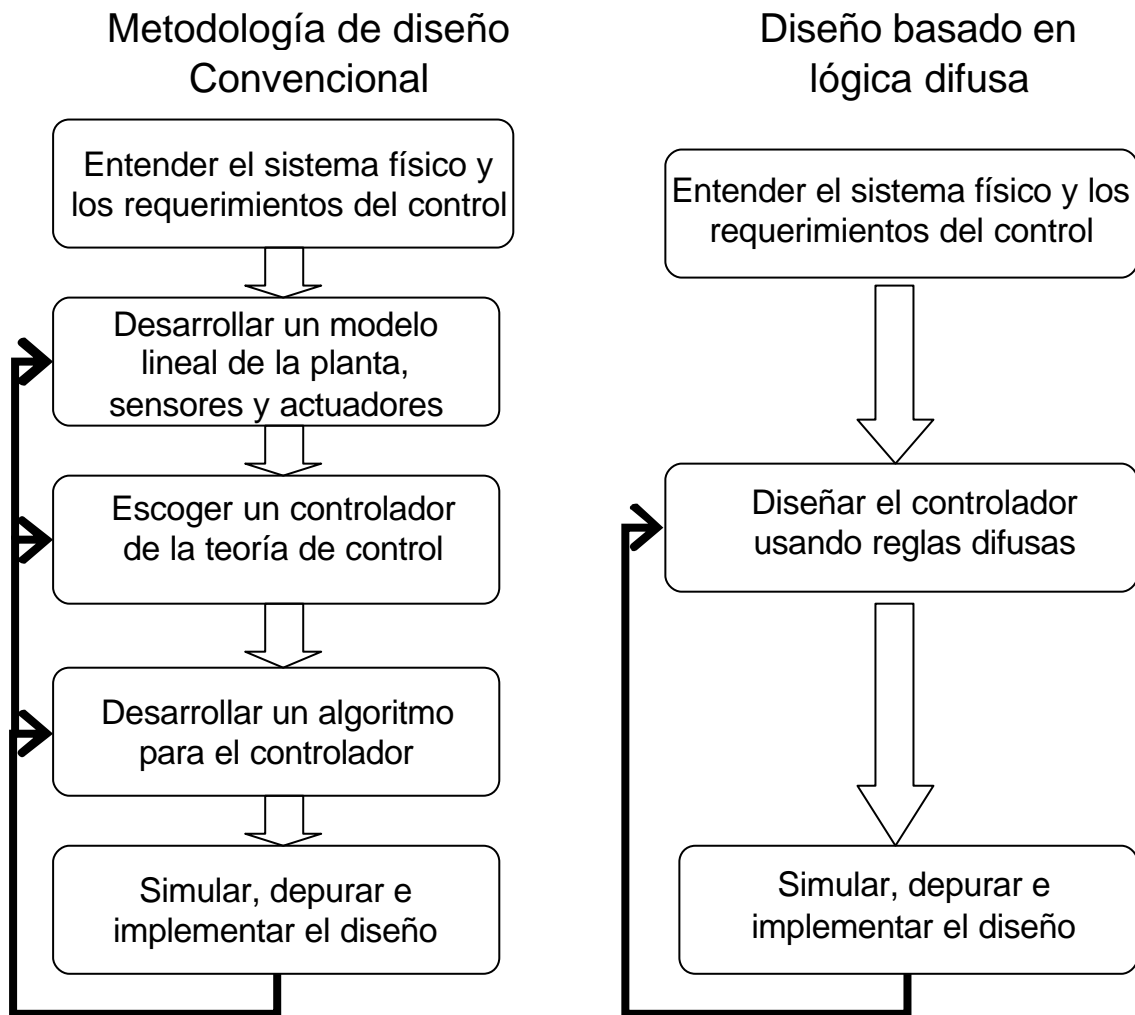 Metodología de diseño
Convencional
Entender el sistema físico y
los requerimientos del control
Desarrollar un modelo
lineal de la planta,
sensores y actuadores
Escoger un controlador
de la teoría de control
Desarrollar un algoritmo
para el controlador
Simular, depurar e
implementar el diseño
Diseño basado en
lógica difusa
Entender el sistema físico y los
requerimientos del control
Diseñar el controlador
usando reglas difusas
Simular, depurar e
implementar el diseño